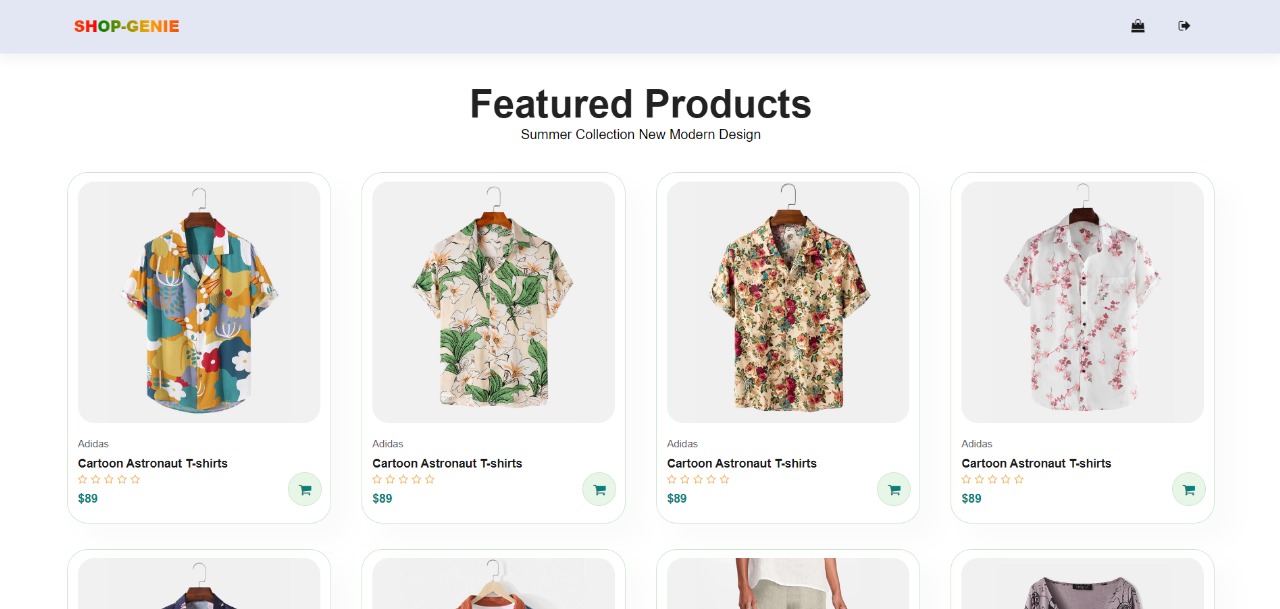 SHOP-GENIE
Featured Products
Summer Collection New Modern Design
Adidas
Cartoon Astronaut T-shirts
$89
Adidas
Cartoon Astronaut T-shirts
$89
Adidas
Cartoon Astronaut T-shirts
$89
Adidas
Cartoon Astronaut T-shirts
$89